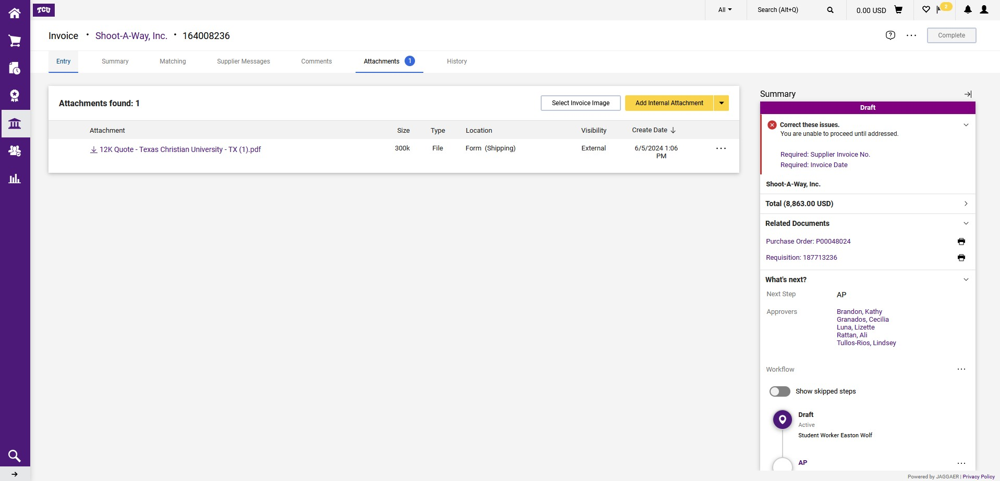 TCU
All
Search (Alt+Q)
0.00 USD
2
Invoice • Shoot-A-Way, Inc. • 164008236
?
Complete
Entry
Summary
Matching
Supplier Messages
Comments
Attachments 1
History
Attachments found: 1
Select Invoice Image
Add Internal Attachment
Attachment Size Type Location Visibility Create Date
12K Quote - Texas Christian University - TX (1).pdf 300k File Form (Shipping) External 6/5/2024 1:06
PM
Summary
Draft
Correct these issues.
You are unable to proceed until addressed.
Required: Supplier Invoice No.
Required: Invoice Date
Shoot-A-Way, Inc.
Total (8,863.00 USD)
Related Documents
Purchase Order: P00048024
Requisition: 187713236
What's next?
Next Step AP
Approvers Brandon, Kathy
Granados, Cecilia
Luna, Lizette
Rattan, Ali
Tullos-Rios, Lindsey
Workflow
Show skipped steps
Draft
Active
Student Worker Easton Wolf
AP
Powered by JAGGAER | Privacy Policy